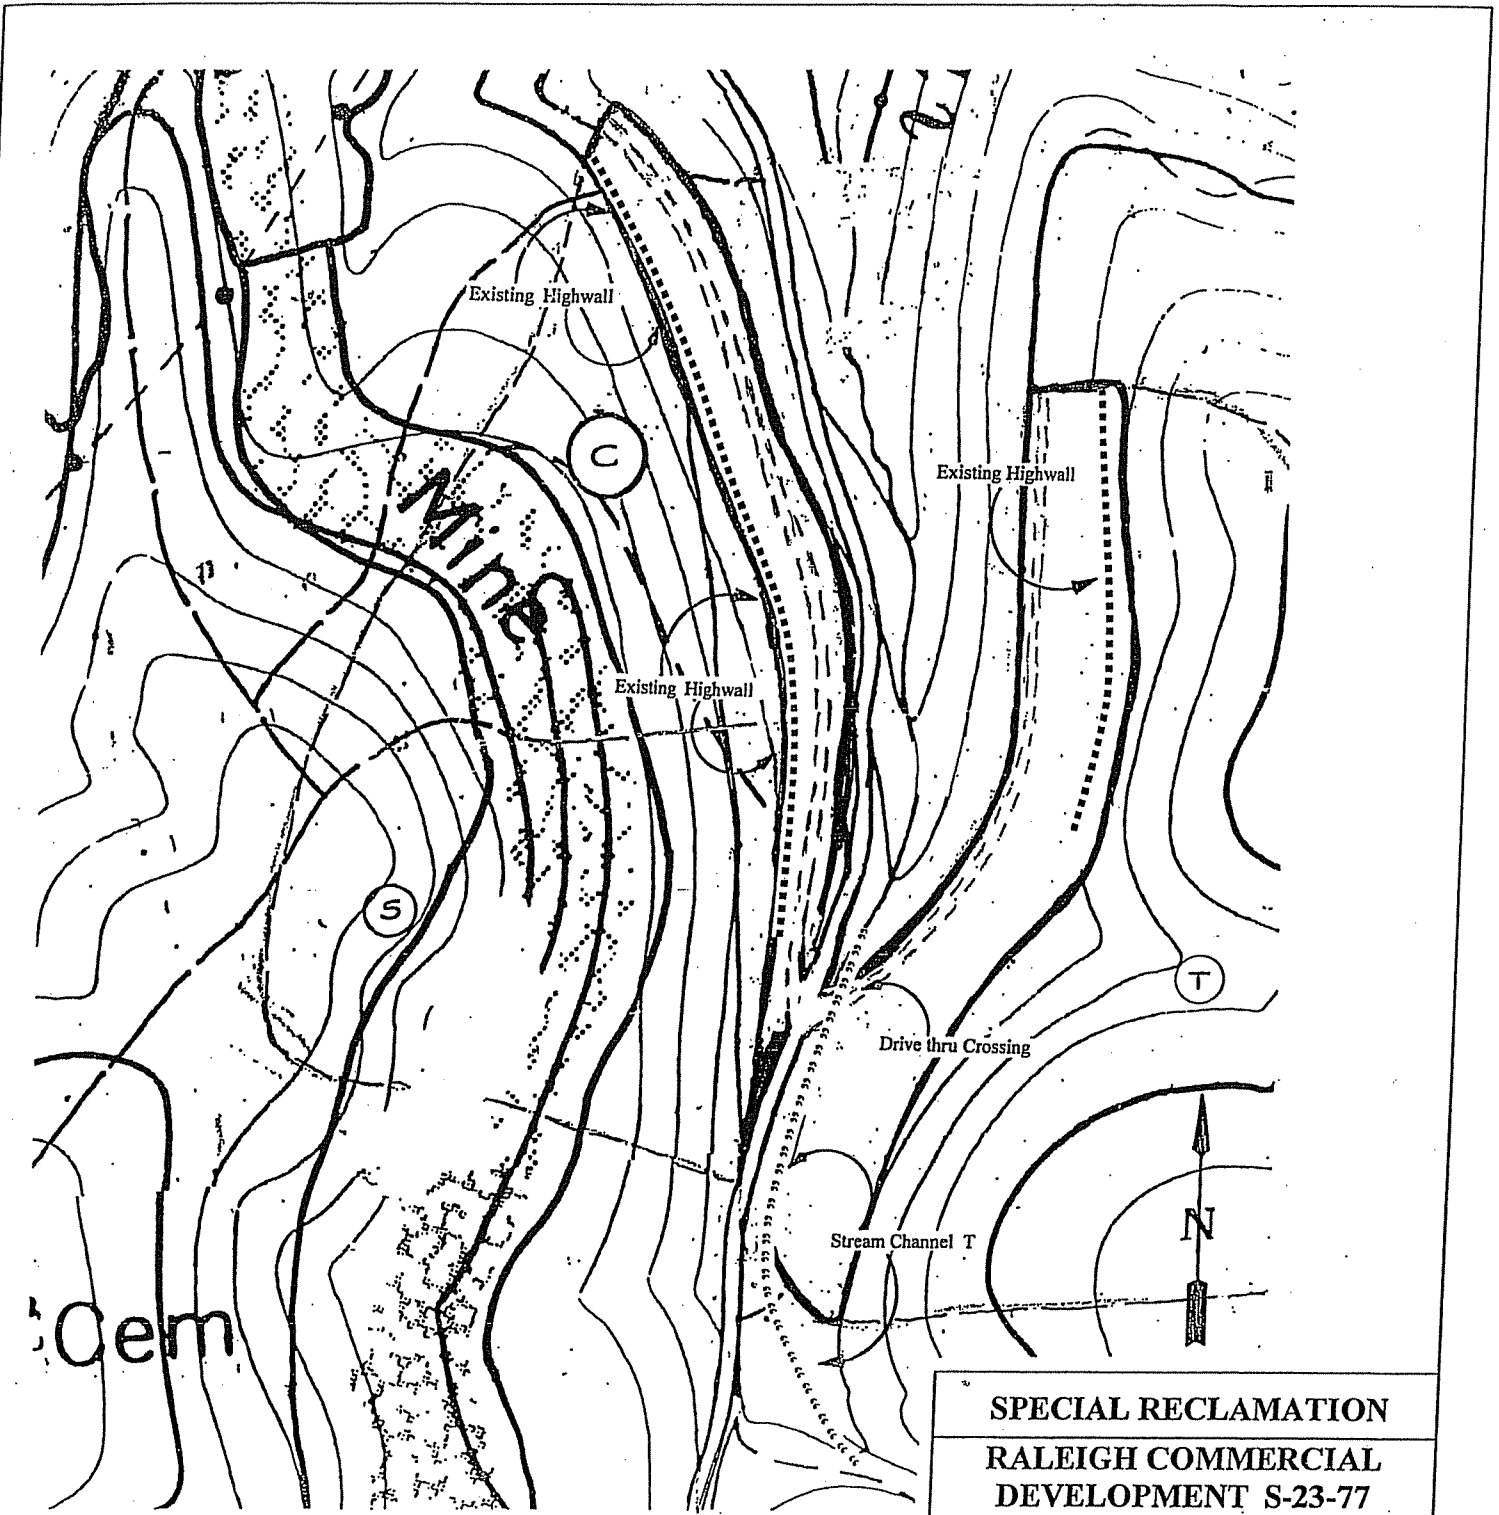 Existing Highwall
C
Existing Highwall
Mine
Existing Highwall
S
T
Drive thru Crossing
N
Stream Channel T
Cem
SPECIAL RECLAMATION
RALEIGH COMMERCIAL
DEVELOPMENT S-23-77